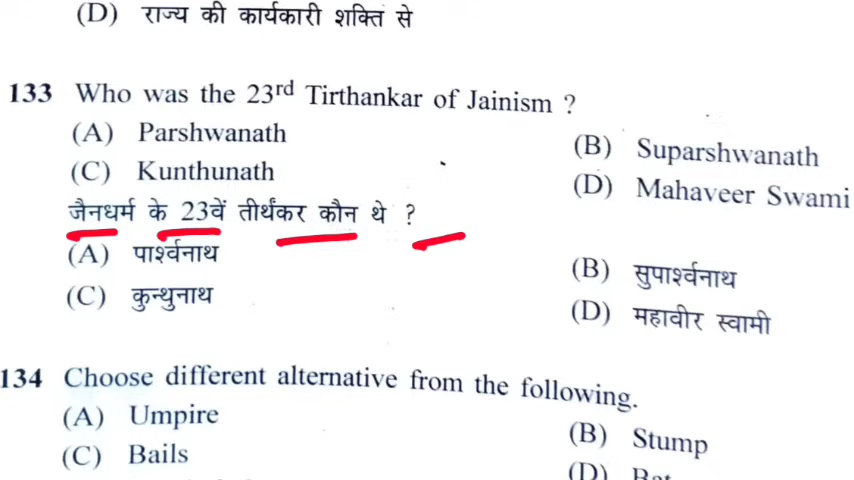 (D) राज्य की कार्यकारी शक्ति से
133 Who was the 23rd Tirthankar of Jainism ?
(A) Parshwanath
(B) Suparshwanath
(C) Kunthunath
(D) Mahaveer Swami
जैनधर्म के 23वें तीर्थंकर कौन थे ?
(A) पार्श्वनाथ
(B) सुपार्श्वनाथ
(C) कुन्थुनाथ
(D) महावीर स्वामी
134 Choose different alternative from the following.
(A) Umpire
(B) Stump
(C) Bails
(D)